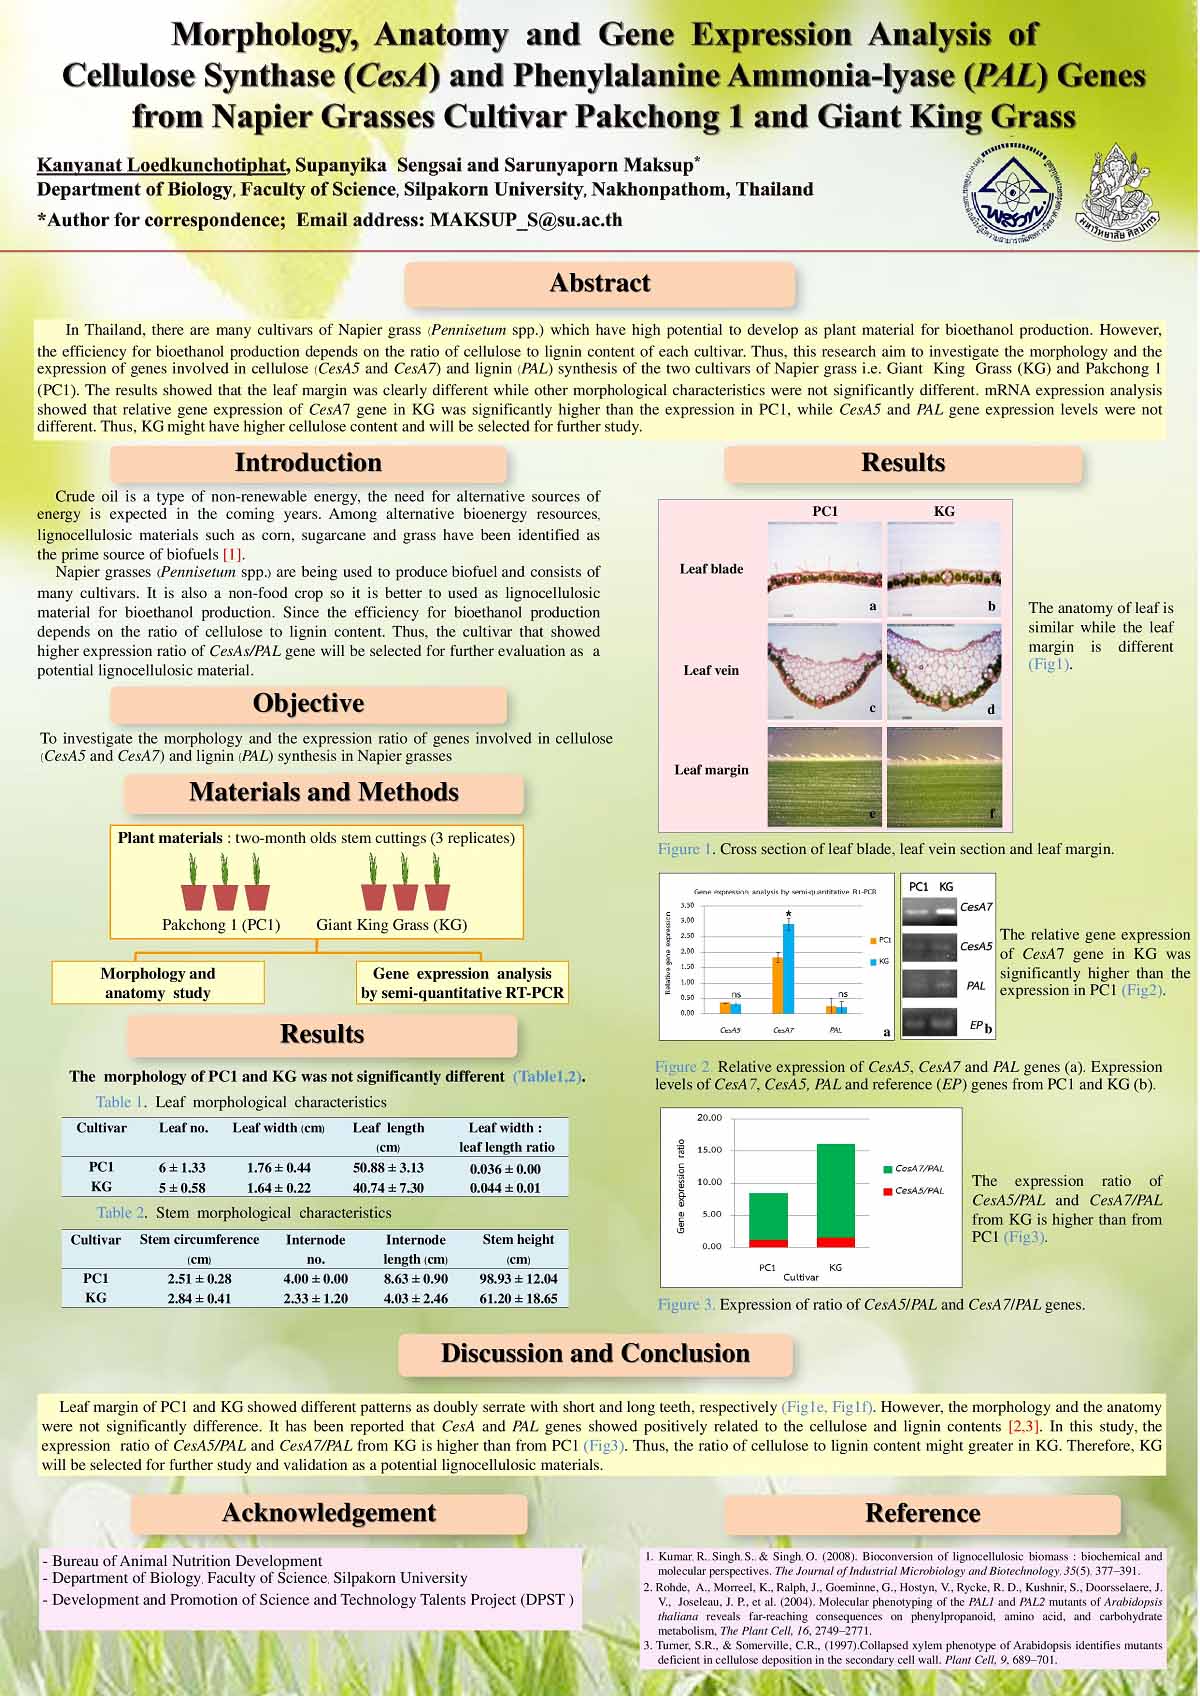 Morphology, Anatomy and Gene Expression Analysis of
Cellulose Synthase (CesA) and Phenylalanine Ammonia-lyase (PAL) Genes
from Napier Grasses Cultivar Pakchong 1 and Giant King Grass
Kanyanat Loedkunchotiphat, Supanyika Sengsai and Sarunyaporn Maksup*
Department of Biology, Faculty of Science, Silpakorn University, Nakhonpathom, Thailand
*Author for correspondence; Email address: MAKSUP_S@su.ac.th
พสวท.
มหาวิทยาลัยศิลปากร
Abstract
In Thailand, there are many cultivars of Napier grass (Pennisetum spp.) which have high potential to develop as plant material for bioethanol production. However,
the efficiency for bioethanol production depends on the ratio of cellulose to lignin content of each cultivar. Thus, this research aim to investigate the morphology and the
expression of genes involved in cellulose (CesA5 and CesA7) and lignin (PAL) synthesis of the two cultivars of Napier grass i.e. Giant King Grass (KG) and Pakchong 1
(PC1). The results showed that the leaf margin was clearly different while other morphological characteristics were not significantly different. mRNA expression analysis
showed that relative gene expression of CesA7 gene in KG was significantly higher than the expression in PC1, while CesA5 and PAL gene expression levels were not
different. Thus, KG might have higher cellulose content and will be selected for further study.
Introduction
Crude oil is a type of non-renewable energy, the need for alternative sources of
energy is expected in the coming years. Among alternative bioenergy resources,
lignocellulosic materials such as corn, sugarcane and grass have been identified as
the prime source of biofuels [1].
Napier grasses (Pennisetum spp.) are being used to produce biofuel and consists of
many cultivars. It is also a non-food crop so it is better to used as lignocellulosic
material for bioethanol production. Since the efficiency for bioethanol production
depends on the ratio of cellulose to lignin content. Thus, the cultivar that showed
higher expression ratio of CesAs/PAL gene will be selected for further evaluation as a
potential lignocellulosic material.
Objective
To investigate the morphology and the expression ratio of genes involved in cellulose
(CesA5 and CesA7) and lignin (PAL) synthesis in Napier grasses
Materials and Methods
Plant materials : two-month olds stem cuttings (3 replicates)
Pakchong 1 (PC1) Giant King Grass (KG)
Morphology and
anatomy study
Gene expression analysis
by semi-quantitative RT-PCR
Results
The morphology of PC1 and KG was not significantly different (Table1,2).
Table 1. Leaf morphological characteristics
Cultivar Leaf no. Leaf width (cm) Leaf length (cm) Leaf width : leaf length ratio
PC1 6 ± 1.33 1.76 ± 0.44 50.88 ± 3.13 0.036 ± 0.00
KG 5 ± 0.58 1.64 ± 0.22 40.74 ± 7.30 0.044 ± 0.01
Table 2. Stem morphological characteristics
Cultivar Stem circumference (cm) Internode no. Internode length (cm) Stem height (cm)
PC1 2.51 ± 0.28 4.00 ± 0.00 8.63 ± 0.90 98.93 ± 12.04
KG 2.84 ± 0.41 2.33 ± 1.20 4.03 ± 2.46 61.20 ± 18.65
Results
PC1 KG
Leaf blade
a b
Leaf vein
c d
Leaf margin
e f
The anatomy of leaf is
similar while the leaf
margin is different
(Fig1).
Figure 1. Cross section of leaf blade, leaf vein section and leaf margin.
Gene expression analysis by semi-quantitative RT-PCR
Relative gene expression
3.50
3.00
2.50
2.00
1.50
1.00
0.50
0.00
ns
*
ns
CesA5 CesA7 PAL
PC1
KG
a
PC1 KG
CesA7
CesA5
PAL
EP
b
The relative gene expression
of CesA7 gene in KG was
significantly higher than the
expression in PC1 (Fig2).
Figure 2. Relative expression of CesA5, CesA7 and PAL genes (a). Expression
levels of CesA7, CesA5, PAL and reference (EP) genes from PC1 and KG (b).
Gene expression ratio
20.00
15.00
10.00
5.00
0.00
PC1 KG
Cultivar
CesA7/PAL
CesA5/PAL
The expression ratio of
CesA5/PAL and CesA7/PAL
from KG is higher than from
PC1 (Fig3).
Figure 3. Expression of ratio of CesA5/PAL and CesA7/PAL genes.
Discussion and Conclusion
Leaf margin of PC1 and KG showed different patterns as doubly serrate with short and long teeth, respectively (Fig1e, Fig1f). However, the morphology and the anatomy
were not significantly difference. It has been reported that CesA and PAL genes showed positively related to the cellulose and lignin contents [2,3]. In this study, the
expression ratio of CesA5/PAL and CesA7/PAL from KG is higher than from PC1 (Fig3). Thus, the ratio of cellulose to lignin content might greater in KG. Therefore, KG
will be selected for further study and validation as a potential lignocellulosic materials.
Acknowledgement
- Bureau of Animal Nutrition Development
- Department of Biology, Faculty of Science, Silpakorn University
- Development and Promotion of Science and Technology Talents Project (DPST )
Reference
1. Kumar, R., Singh, S., & Singh, O. (2008). Bioconversion of lignocellulosic biomass : biochemical and
molecular perspectives. The Journal of Industrial Microbiology and Biotechnology, 35(5), 377–391.
2. Rohde, A., Morreel, K., Ralph, J., Goeminne, G., Hostyn, V., Rycke, R. D., Kushnir, S., Doorsselaere, J.
V., Joseleau, J. P., et al. (2004). Molecular phenotyping of the PAL1 and PAL2 mutants of Arabidopsis
thaliana reveals far-reaching consequences on phenylpropanoid, amino acid, and carbohydrate
metabolism, The Plant Cell, 16, 2749–2771.
3. Turner, S.R., & Somerville, C.R., (1997).Collapsed xylem phenotype of Arabidopsis identifies mutants
deficient in cellulose deposition in the secondary cell wall. Plant Cell, 9, 689–701.